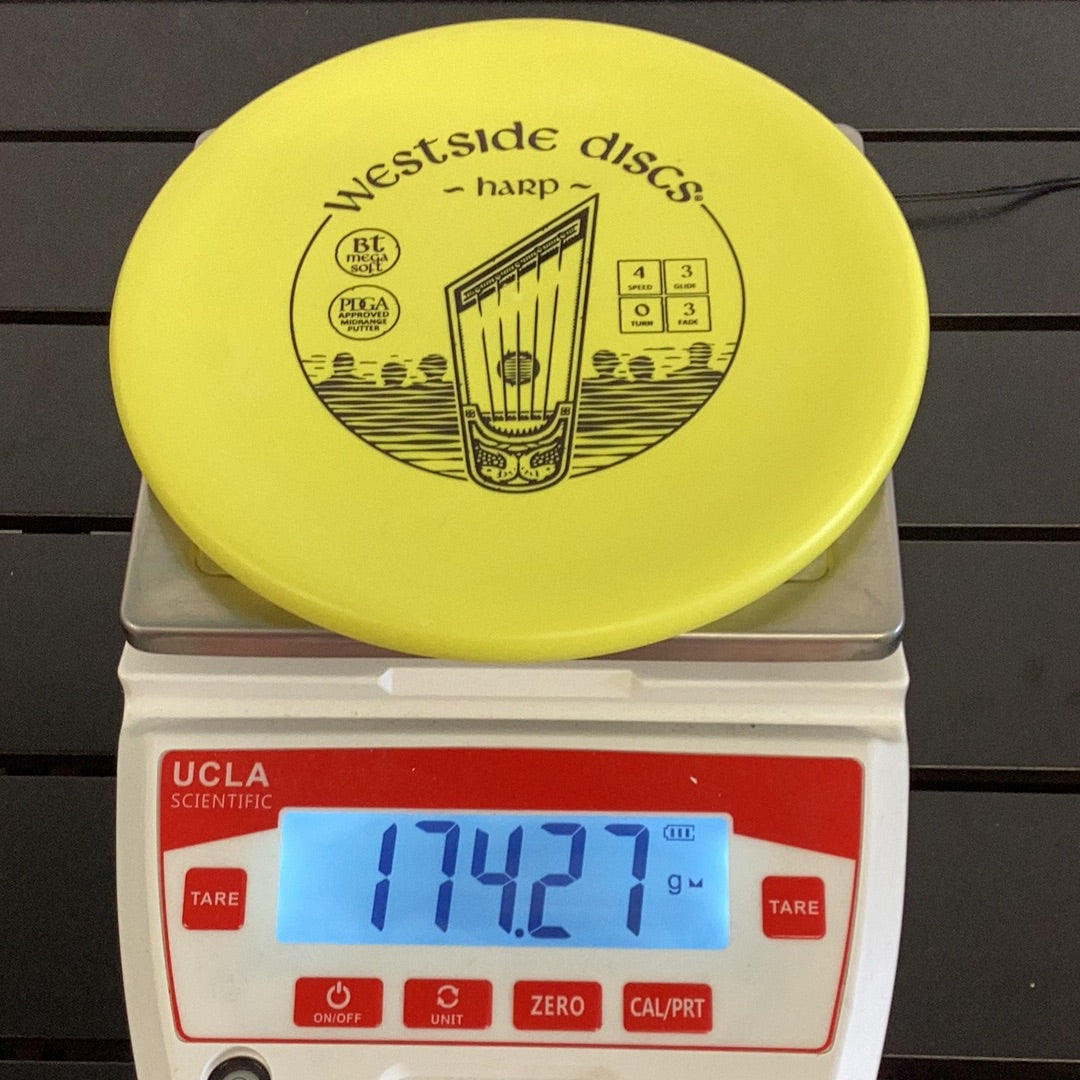 WESTSIDE DISCS®
~ HARP ~
BT
MEGA
SOFT
PDGA
APPROVED
MIDRANGE
PUTTER
4
SPEED
3
GLIDE
0
TURN
3
FADE
UCLA
SCIENTIFIC
174.27
g
TARE
TARE
ON/OFF
UNIT
ZERO
CAL/PRT